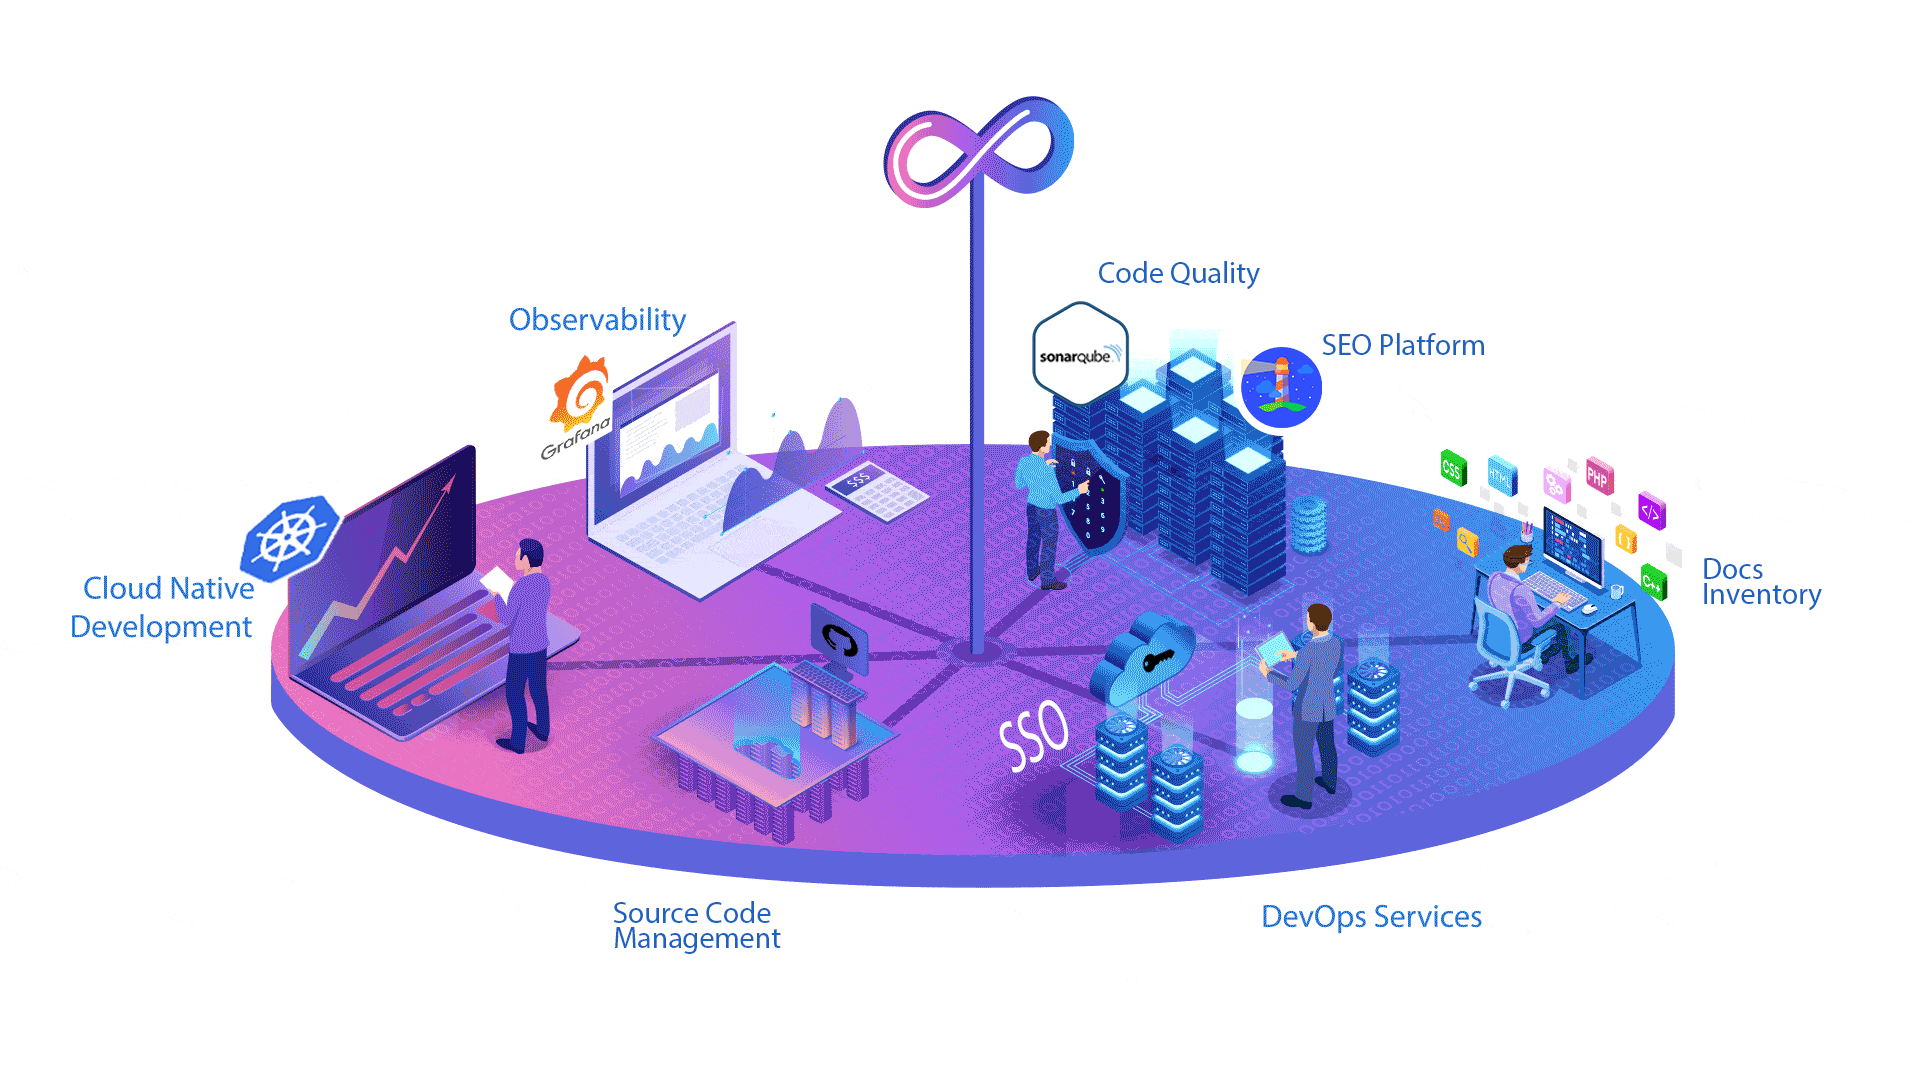 Code Quality
Observability
SEO Platform
sonarqube
Grafana
CSS
HTML
PHP
$$$
</>
{ }
C++
Cloud Native
Development
Docs
Inventory
SSO
Source Code
Management
DevOps Services